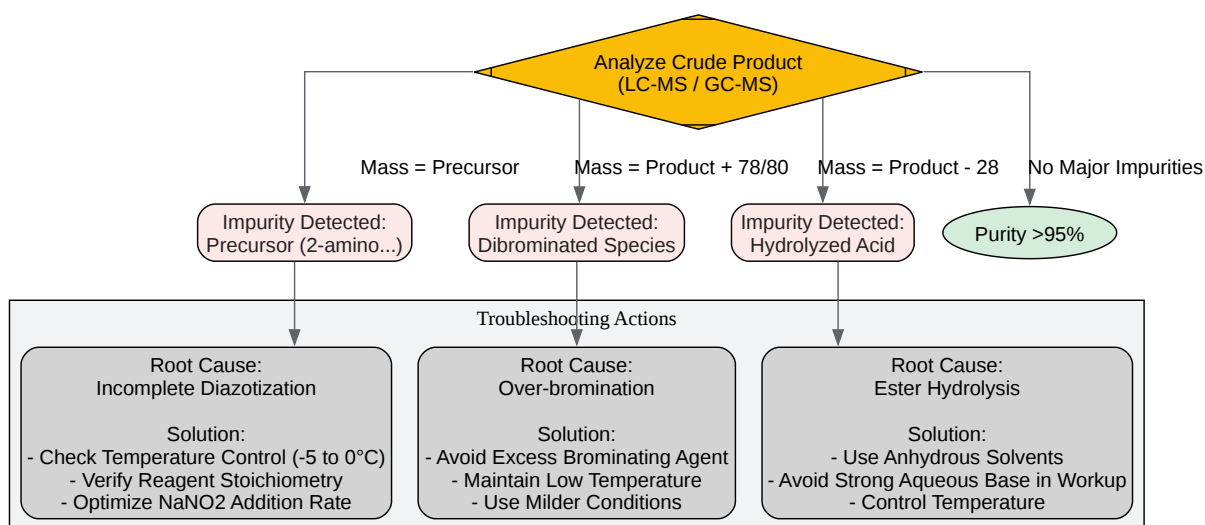 Analyze Crude Product
(LC-MS / GC-MS)
Mass = Precursor
Mass = Product + 78/80
Mass = Product - 28
No Major Impurities
Impurity Detected:
Precursor (2-amino...)
Impurity Detected:
Dibrominated Species
Impurity Detected:
Hydrolyzed Acid
Purity >95%
Troubleshooting Actions
Root Cause:
Incomplete Diazotization
Solution:
- Check Temperature Control (-5 to 0°C)
- Verify Reagent Stoichiometry
- Optimize NaNO2 Addition Rate
Root Cause:
Over-bromination
Solution:
- Avoid Excess Brominating Agent
- Maintain Low Temperature
- Use Milder Conditions
Root Cause:
Ester Hydrolysis
Solution:
- Use Anhydrous Solvents
- Avoid Strong Aqueous Base in Workup
- Control Temperature